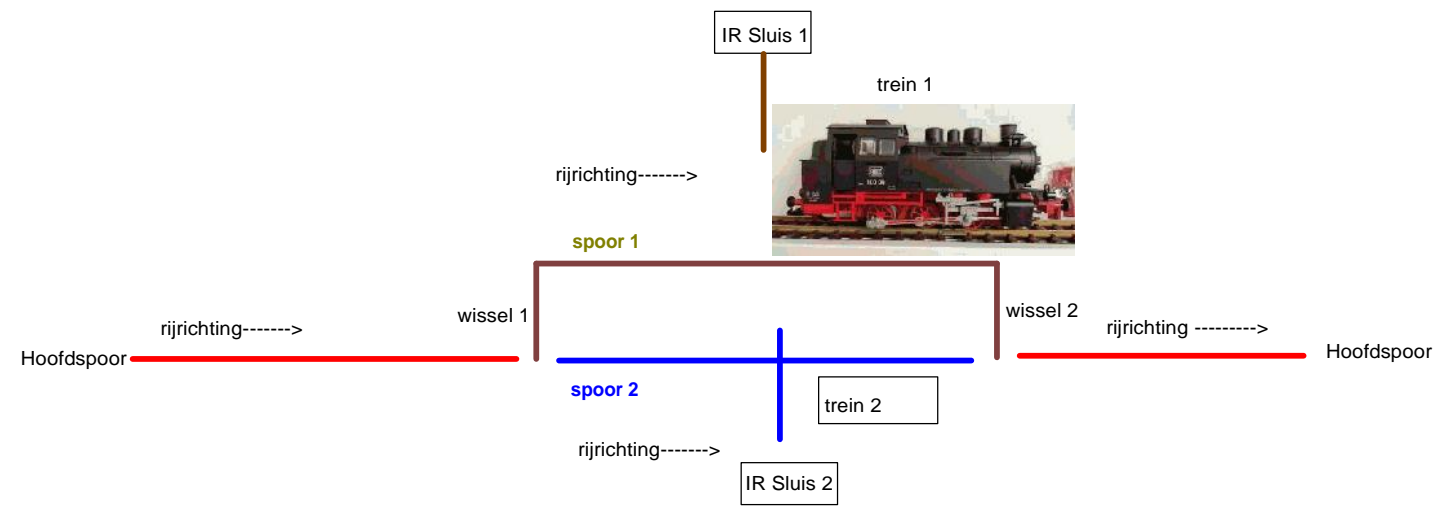 IR Sluis 1
trein 1
rijrichting------->
spoor 1
wissel 1
wissel 2
rijrichting------->
rijrichting --------->
Hoofdspoor
Hoofdspoor
spoor 2
trein 2
rijrichting------->
IR Sluis 2